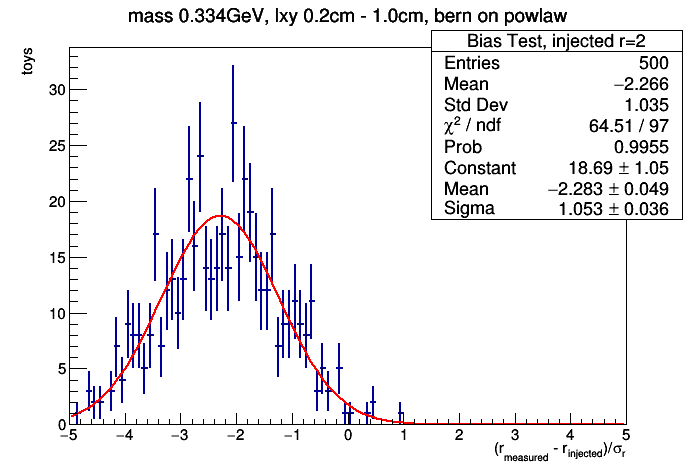 mass 0.334GeV, lxy 0.2cm - 1.0cm, bern on powlaw
Bias Test, injected r=2
Entries 500
Mean −2.266
Std Dev 1.035
χ² / ndf 64.51 / 97
Prob 0.9955
Constant 18.69 ± 1.05
Mean −2.283 ± 0.049
Sigma 1.053 ± 0.036
toys
30
25
20
15
10
5
0
−5 −4 −3 −2 −1 0 1 2 3 4 5
(r_measured - r_injected)/σ_r